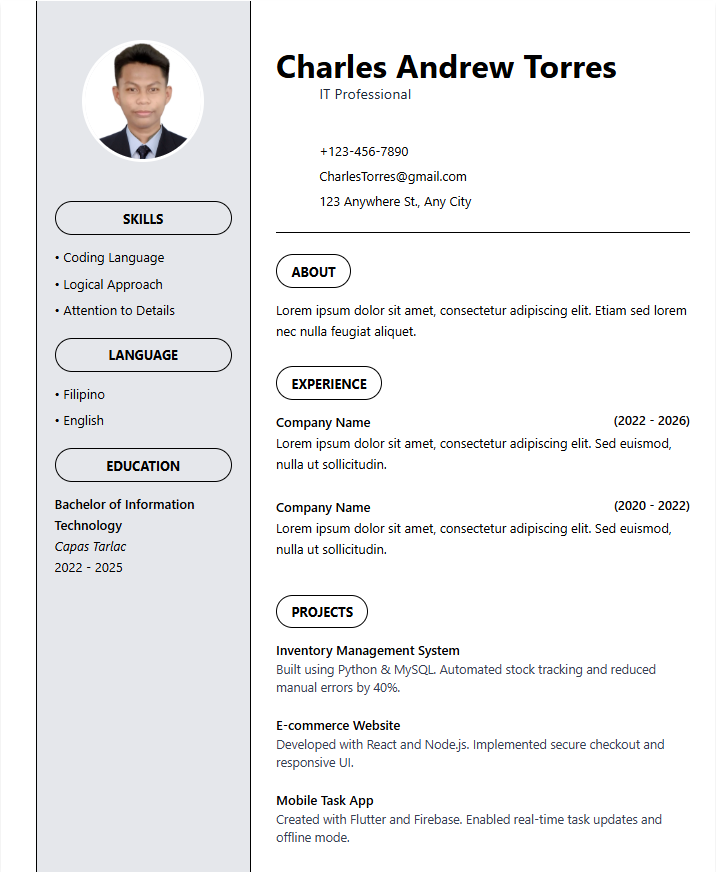 Charles Andrew Torres
IT Professional
+123-456-7890
CharlesTorres@gmail.com
123 Anywhere St., Any City
SKILLS
• Coding Language
• Logical Approach
• Attention to Details
LANGUAGE
• Filipino
• English
EDUCATION
Bachelor of Information
Technology
Capas Tarlac
2022 - 2025
ABOUT
Lorem ipsum dolor sit amet, consectetur adipiscing elit. Etiam sed lorem
nec nulla feugiat aliquet.
EXPERIENCE
Company Name (2022 - 2026)
Lorem ipsum dolor sit amet, consectetur adipiscing elit. Sed euismod,
nulla ut sollicitudin.
Company Name (2020 - 2022)
Lorem ipsum dolor sit amet, consectetur adipiscing elit. Sed euismod,
nulla ut sollicitudin.
PROJECTS
Inventory Management System
Built using Python & MySQL. Automated stock tracking and reduced
manual errors by 40%.
E-commerce Website
Developed with React and Node.js. Implemented secure checkout and
responsive UI.
Mobile Task App
Created with Flutter and Firebase. Enabled real-time task updates and
offline mode.